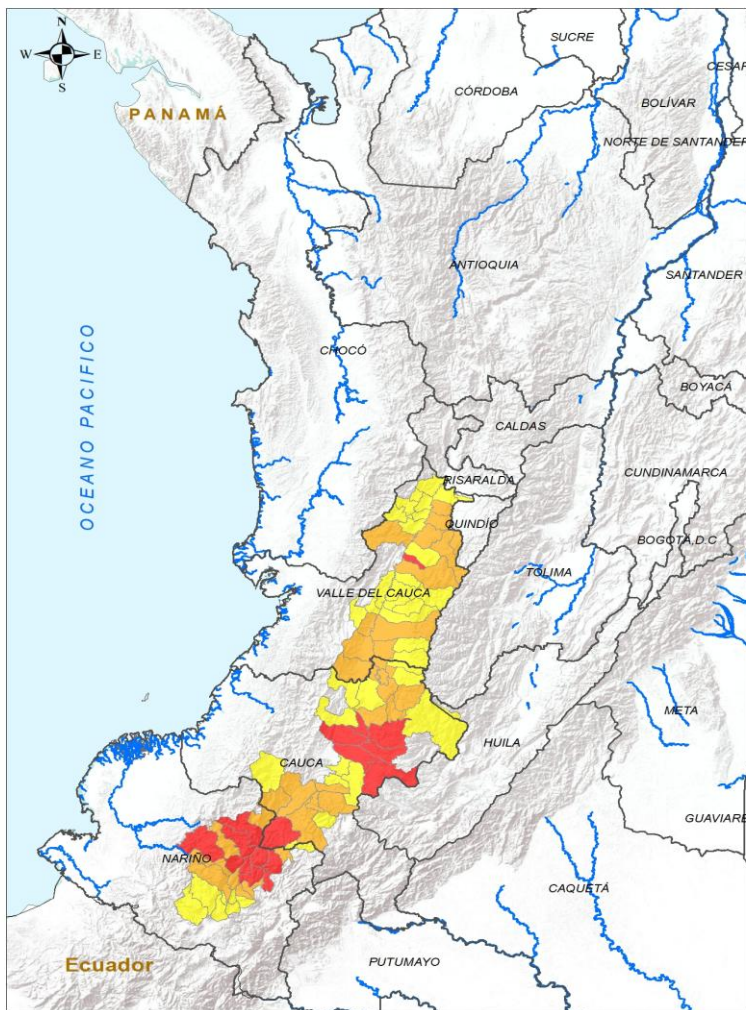 N
W E
S
SUCRE
CESAR
CÓRDOBA
BOLÍVAR
PANAMÁ
NORTE DE SANTANDER
ANTIOQUIA
SANTANDER
OCEANO PACIFICO
CHOCÓ
BOYACÁ
CALDAS
CUNDINAMARCA
RISARALDA
QUINDÍO
BOGOTÁ, D.C
TOLIMA
VALLE DEL CAUCA
META
HUILA
CAUCA
GUAVIARE
NARIÑO
CAQUETÁ
Ecuador
PUTUMAYO